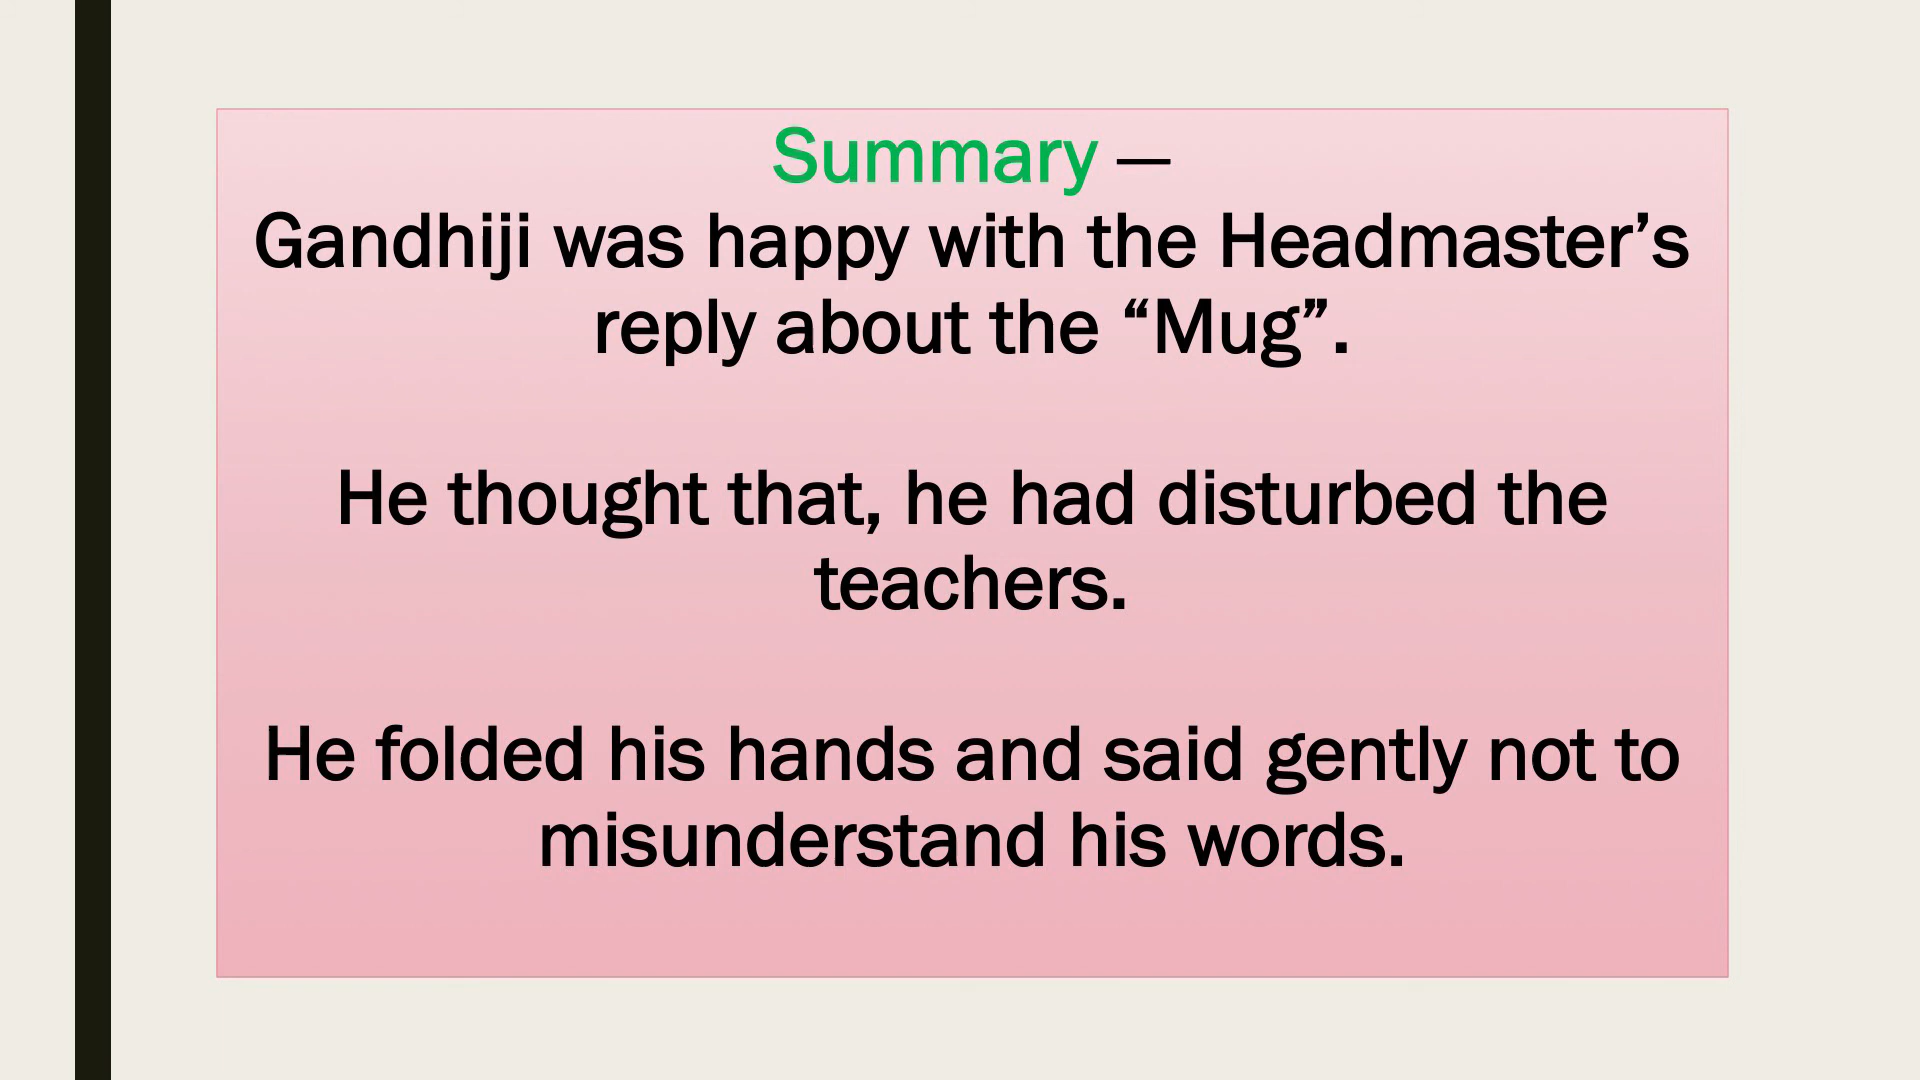 Summary —
Gandhiji was happy with the Headmaster’s
reply about the “Mug”.
He thought that, he had disturbed the
teachers.
He folded his hands and said gently not to
misunderstand his words.